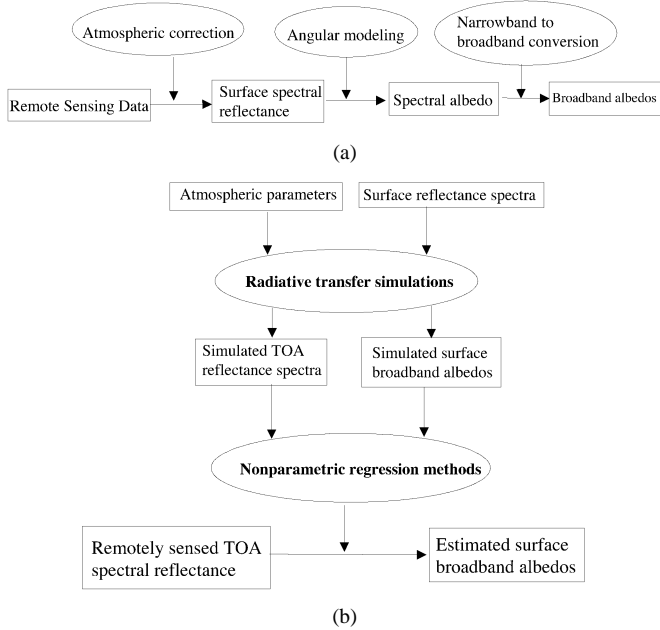 Atmospheric correction
Angular modeling
Narrowband to
broadband conversion
Remote Sensing Data
Surface spectral
reflectance
Spectral albedo
Broadband albedos
(a)
Atmospheric parameters
Surface reflectance spectra
Radiative transfer simulations
Simulated TOA
reflectance spectra
Simulated surface
broadband albedos
Nonparametric regression methods
Remotely sensed TOA
spectral reflectance
Estimated surface
broadband albedos
(b)